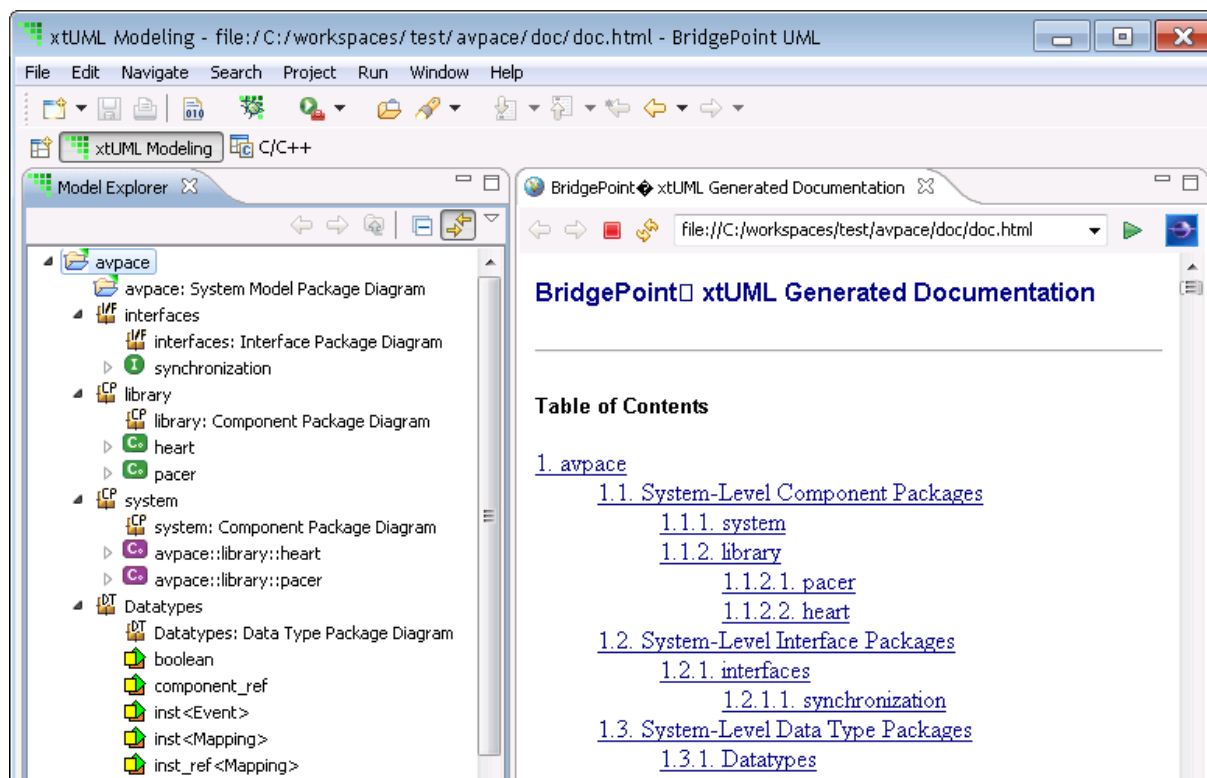 xtUML Modeling - file:/C:/workspaces/test/avpace/doc/doc.html - BridgePoint UML
File Edit Navigate Search Project Run Window Help
010
xtUML Modeling C/C++
Model Explorer
avpace
avpace: System Model Package Diagram
interfaces
interfaces: Interface Package Diagram
synchronization
library
library: Component Package Diagram
heart
pacer
system
system: Component Package Diagram
avpace::library::heart
avpace::library::pacer
Datatypes
Datatypes: Data Type Package Diagram
boolean
component_ref
inst<Event>
inst<Mapping>
inst_ref<Mapping>
BridgePoint� xtUML Generated Documentation
file://C:/workspaces/test/avpace/doc/doc.html
BridgePoint□ xtUML Generated Documentation
Table of Contents
1. avpace
1.1. System-Level Component Packages
1.1.1. system
1.1.2. library
1.1.2.1. pacer
1.1.2.2. heart
1.2. System-Level Interface Packages
1.2.1. interfaces
1.2.1.1. synchronization
1.3. System-Level Data Type Packages
1.3.1. Datatypes